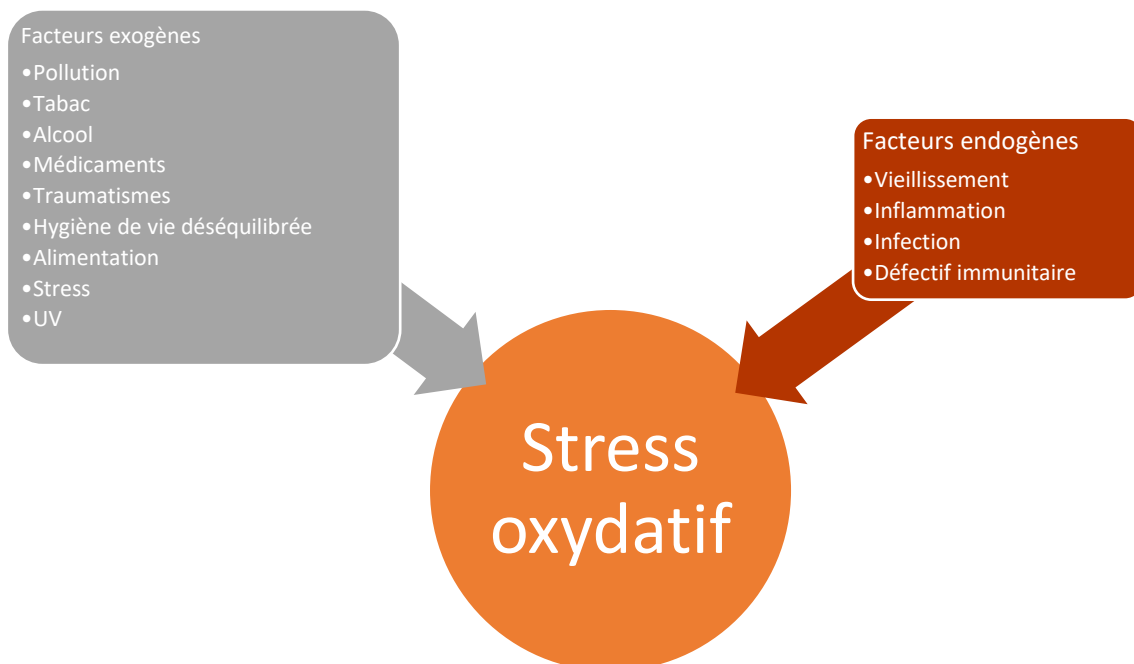 Facteurs exogènes
•Pollution
•Tabac
•Alcool
•Médicaments
•Traumatismes
•Hygiène de vie déséquilibrée
•Alimentation
•Stress
•UV
Facteurs endogènes
•Vieillissement
•Inflammation
•Infection
•Défectif immunitaire
Stress
oxydatif